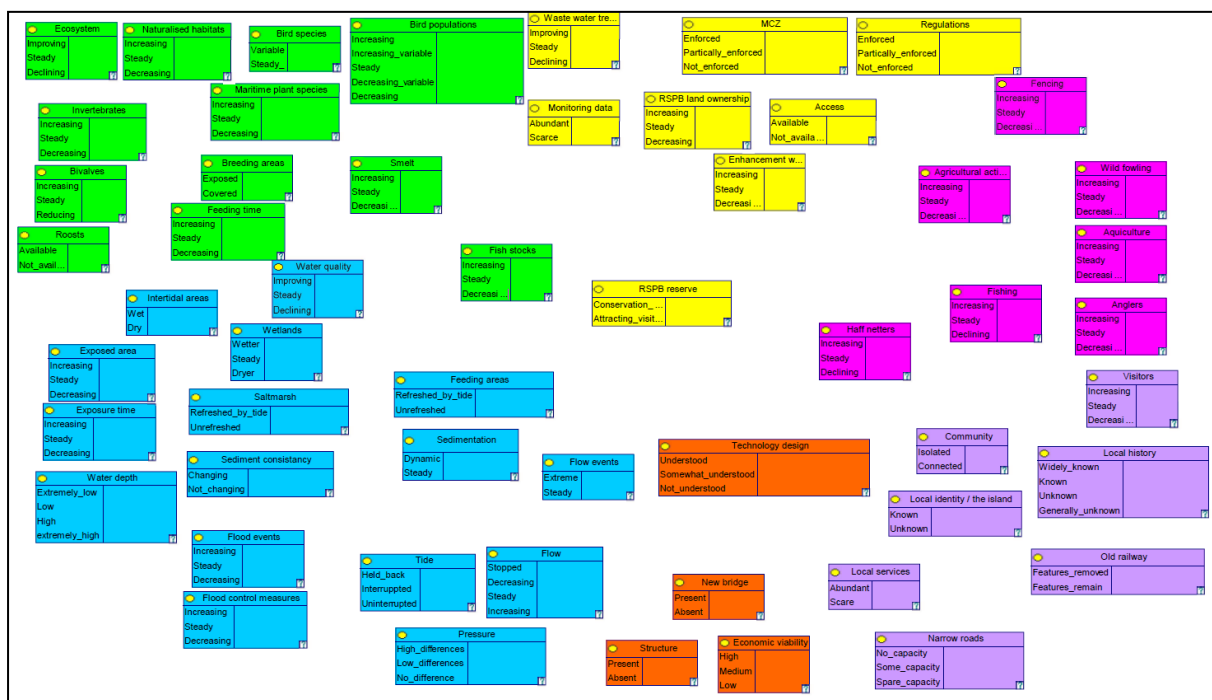 Ecosystem
Improving
Steady
Declining
Naturalised habitats
Increasing
Steady
Decreasing
Bird species
Variable
Steady_
Bird populations
Increasing
Increasing_variable
Steady
Decreasing_variable
Decreasing
Waste water tre...
Improving
Steady
Declining
MCZ
Enforced
Partically_enforced
Not_enforced
Regulations
Enforced
Partically_enforced
Not_enforced
Fencing
Increasing
Steady
Decreasi ...
Maritime plant species
Increasing
Steady
Decreasing
Invertebrates
Increasing
Steady
Decreasing
Monitoring data
Abundant
Scarce
RSPB land ownership
Increasing
Steady
Decreasing
Access
Available
Not_availa...
Bivalves
Increasing
Steady
Reducing
Breeding areas
Exposed
Covered
Smelt
Increasing
Steady
Decreasi ...
Enhancement w...
Increasing
Steady
Decreasi ...
Agricultural acti...
Increasing
Steady
Decreasi ...
Wild fowling
Increasing
Steady
Decreasi ...
Feeding time
Increasing
Steady
Decreasing
Roosts
Available
Not_avail...
Aquiculture
Increasing
Steady
Decreasi ...
Fish stocks
Increasing
Steady
Decreasi ...
Water quality
Improving
Steady
Declining
RSPB reserve
Conservation_ ...
Attracting_visit...
Fishing
Increasing
Steady
Declining
Anglers
Increasing
Steady
Decreasi ...
Intertidal areas
Wet
Dry
Wetlands
Wetter
Steady
Dryer
Haff netters
Increasing
Steady
Declining
Exposed area
Increasing
Steady
Decreasing
Feeding areas
Refreshed_by_tide
Unrefreshed
Visitors
Increasing
Steady
Decreasi ...
Saltmarsh
Refreshed_by_tide
Unrefreshed
Exposure time
Increasing
Steady
Decreasing
Sedimentation
Dynamic
Steady
Technology design
Understood
Somewhat_understood
Not_understood
Community
Isolated
Connected
Local history
Widely_known
Known
Unknown
Generally_unknown
Sediment consistancy
Changing
Not_changing
Flow events
Extreme
Steady
Water depth
Extremely_low
Low
High
extremely_high
Local identity / the island
Known
Unknown
Flood events
Increasing
Steady
Decreasing
Tide
Held_back
Interruppted
Uninterrupted
Flow
Stopped
Decreasing
Steady
Increasing
Old railway
Features_removed
Features_remain
Local services
Abundant
Scare
New bridge
Present
Absent
Flood control measures
Increasing
Steady
Decreasing
Pressure
High_differences
Low_differences
No_difference
Structure
Present
Absent
Economic viability
High
Medium
Low
Narrow roads
No_capacity
Some_capacity
Spare_capacity